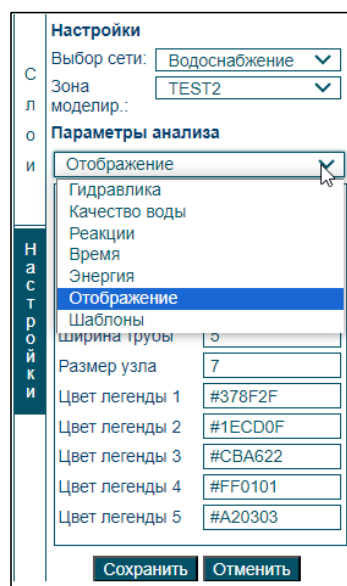 Слои
Настройки
Настройки
Выбор сети: Водоснабжение
Зона моделир.: TEST2
Параметры анализа
Отображение
Гидравлика
Качество воды
Реакции
Время
Энергия
Отображение
Шаблоны
Ширина трубы 5
Размер узла 7
Цвет легенды 1 #378F2F
Цвет легенды 2 #1ECD0F
Цвет легенды 3 #CBA622
Цвет легенды 4 #FF0101
Цвет легенды 5 #A20303
Сохранить Отменить